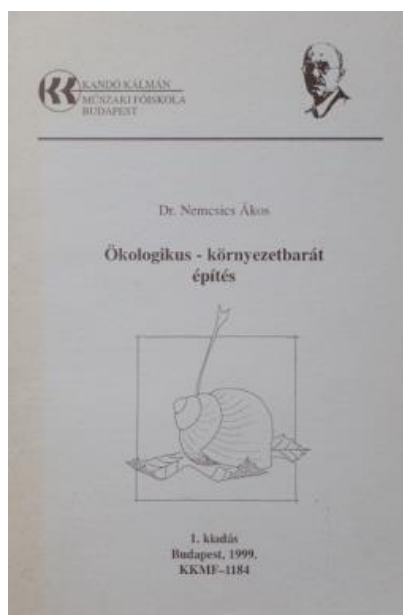 KANDÓ KÁLMÁN
MŰSZAKI FŐISKOLA
BUDAPEST
Dr. Nemcsics Ákos
Ökologikus - környezetbarát
építés
1. kiadás
Budapest, 1999.
KKMF-1184